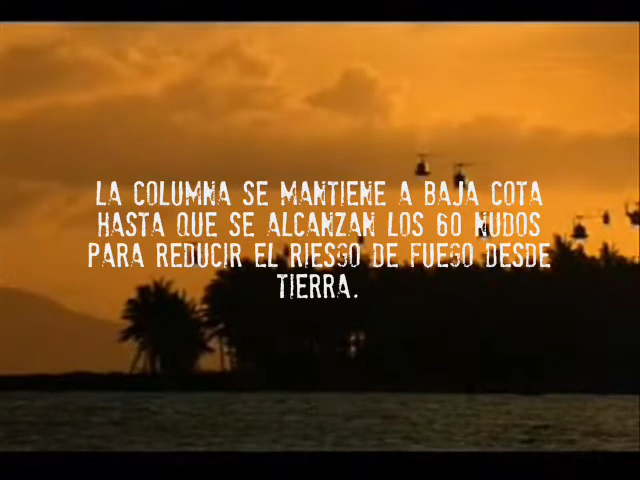 LA COLUMNA SE MANTIENE A BAJA COTA
HASTA QUE SE ALCANZAN LOS 60 NUDOS
PARA REDUCIR EL RIESGO DE FUEGO DESDE
TIERRA.